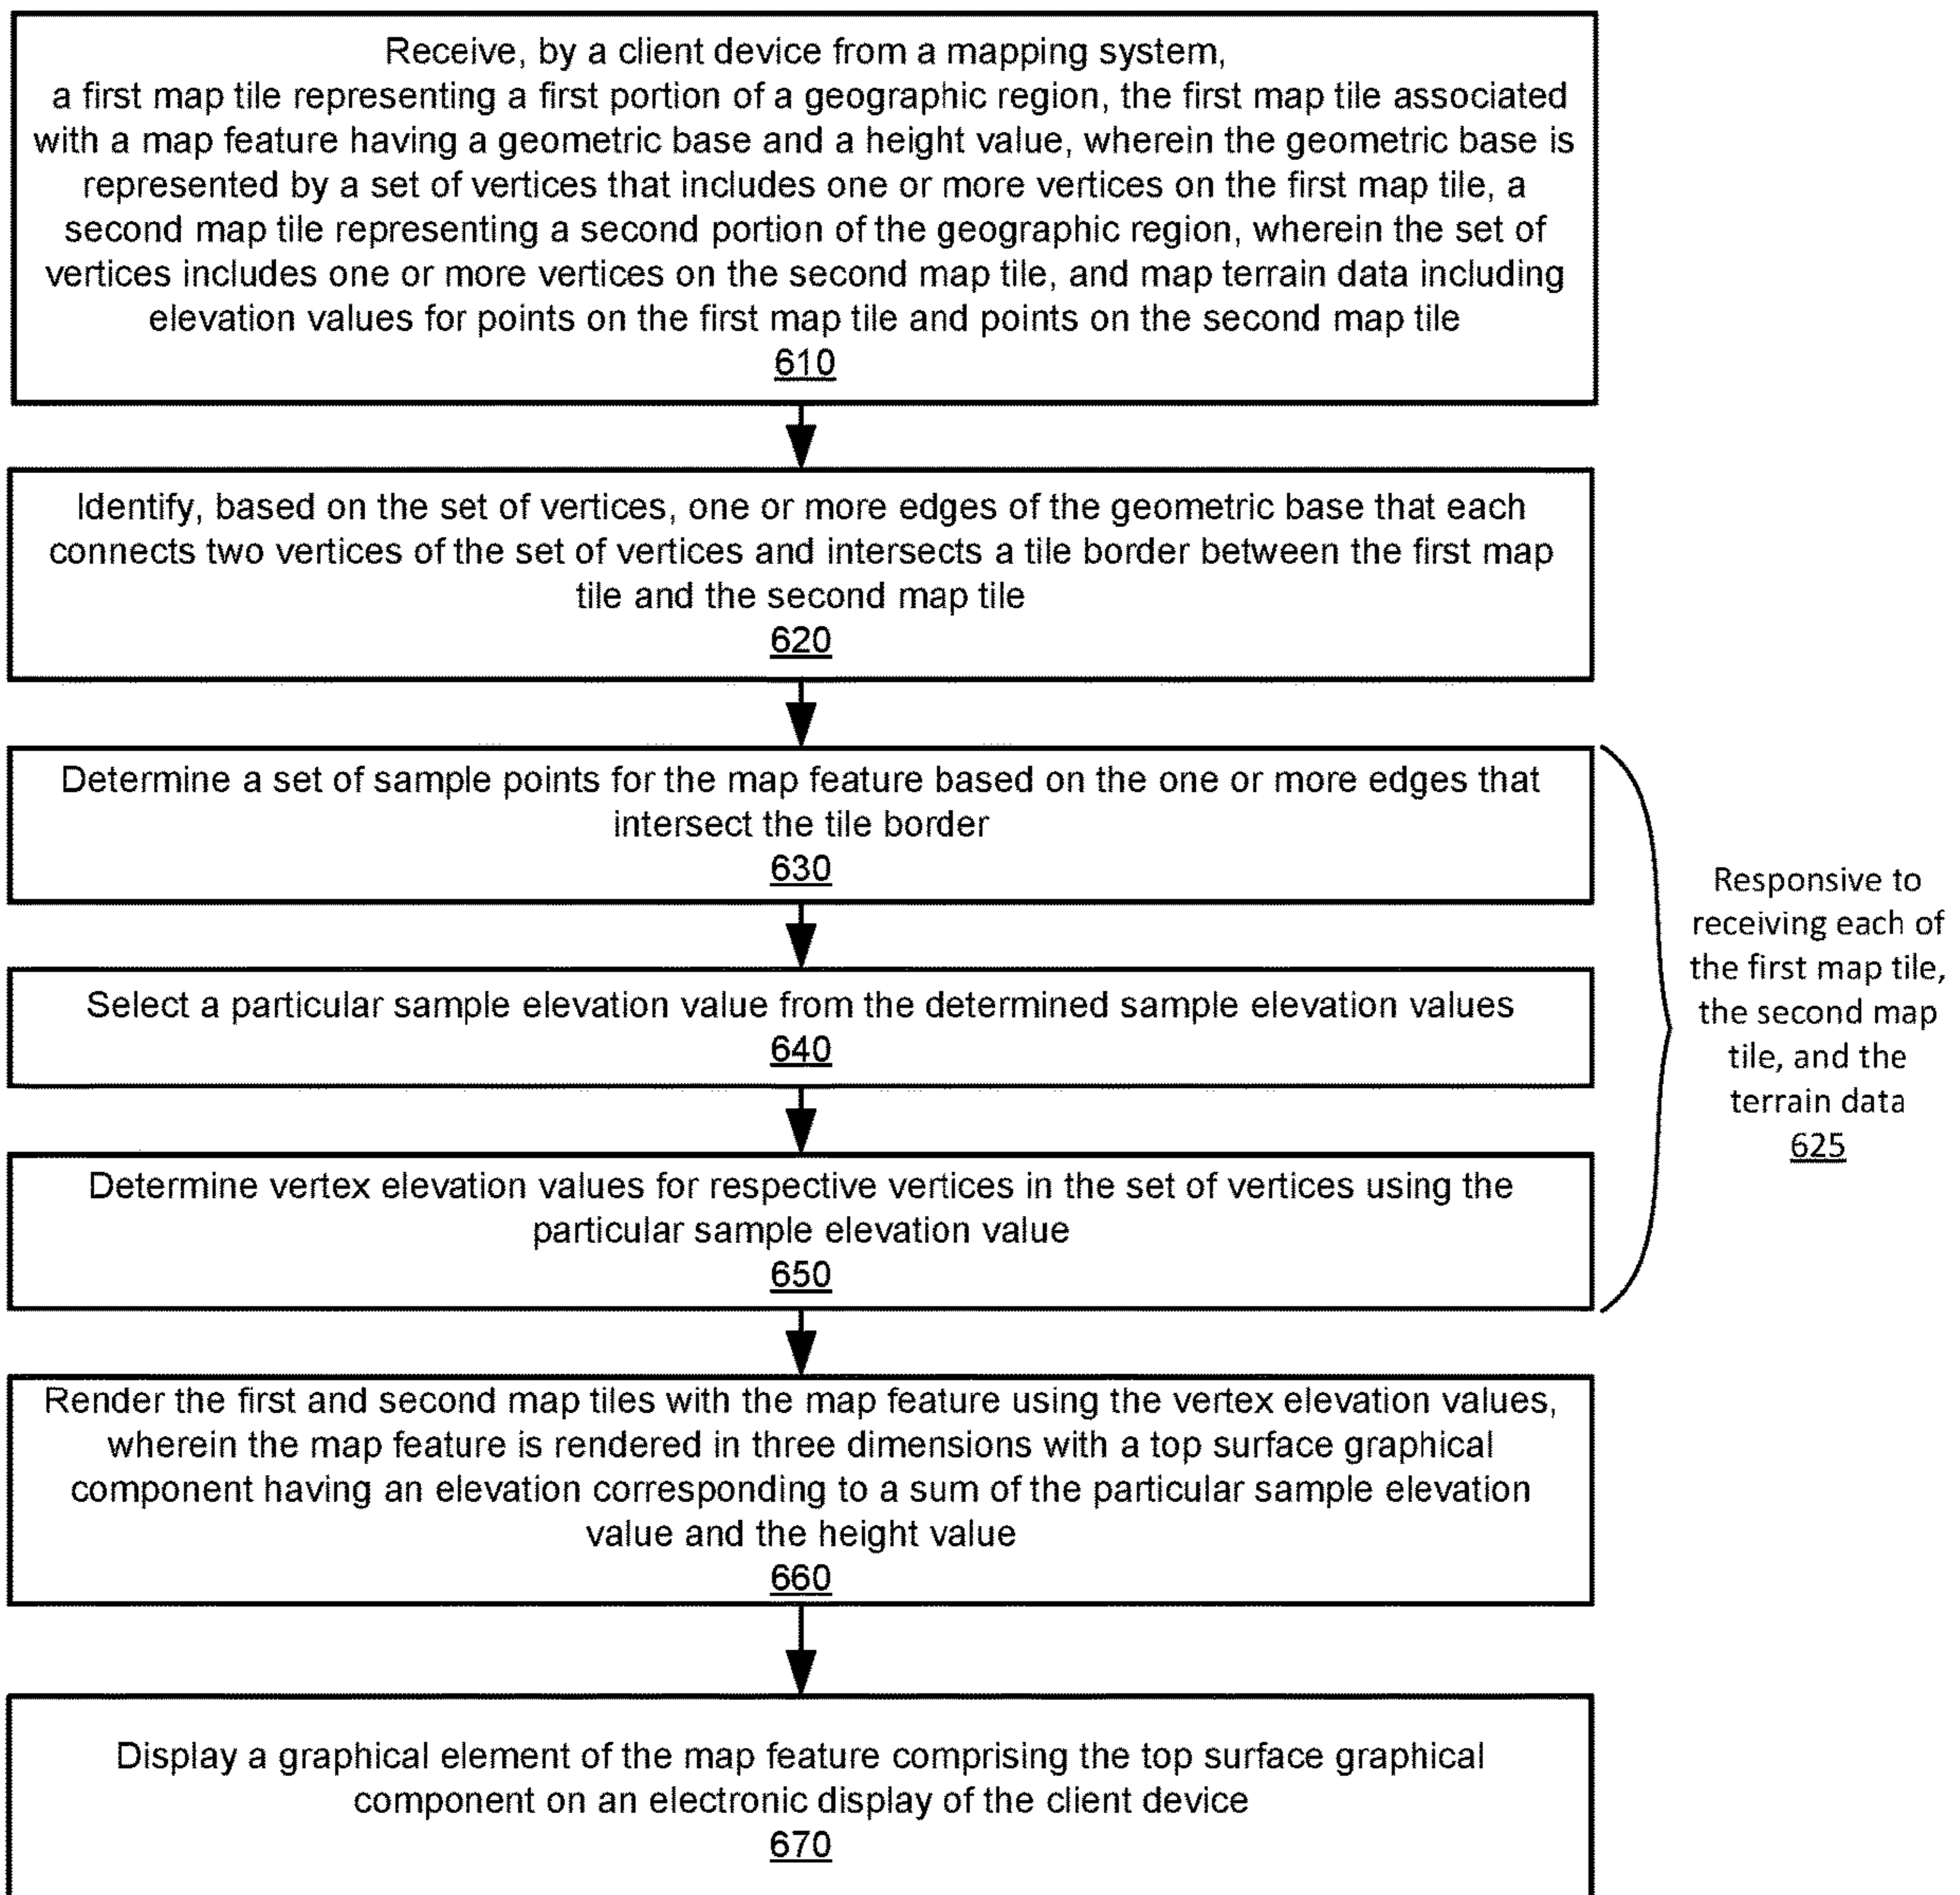 Receive, by a client device from a mapping system,
a first map tile representing a first portion of a geographic region, the first map tile associated
with a map feature having a geometric base and a height value, wherein the geometric base is
represented by a set of vertices that includes one or more vertices on the first map tile, a
second map tile representing a second portion of the geographic region, wherein the set of
vertices includes one or more vertices on the second map tile, and map terrain data including
elevation values for points on the first map tile and points on the second map tile
610
Identify, based on the set of vertices, one or more edges of the geometric base that each
connects two vertices of the set of vertices and intersects a tile border between the first map
tile and the second map tile
620
Determine a set of sample points for the map feature based on the one or more edges that
intersect the tile border
630
Select a particular sample elevation value from the determined sample elevation values
640
Determine vertex elevation values for respective vertices in the set of vertices using the
particular sample elevation value
650
Responsive to
receiving each of
the first map tile,
the second map
tile, and the
terrain data
625
Render the first and second map tiles with the map feature using the vertex elevation values,
wherein the map feature is rendered in three dimensions with a top surface graphical
component having an elevation corresponding to a sum of the particular sample elevation
value and the height value
660
Display a graphical element of the map feature comprising the top surface graphical
component on an electronic display of the client device
670